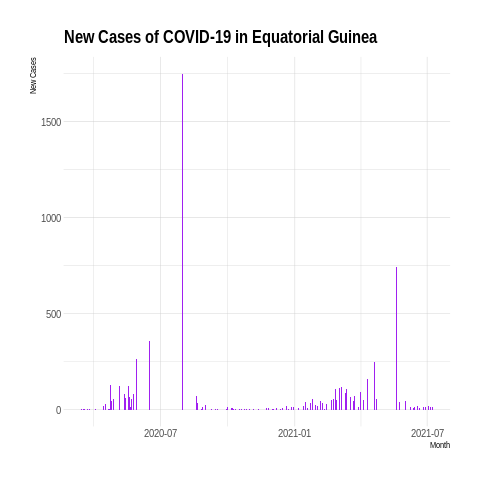 New Cases of COVID-19 in Equatorial Guinea
New Cases
1500
1000
500
0
2020-07
2021-01
2021-07
Month